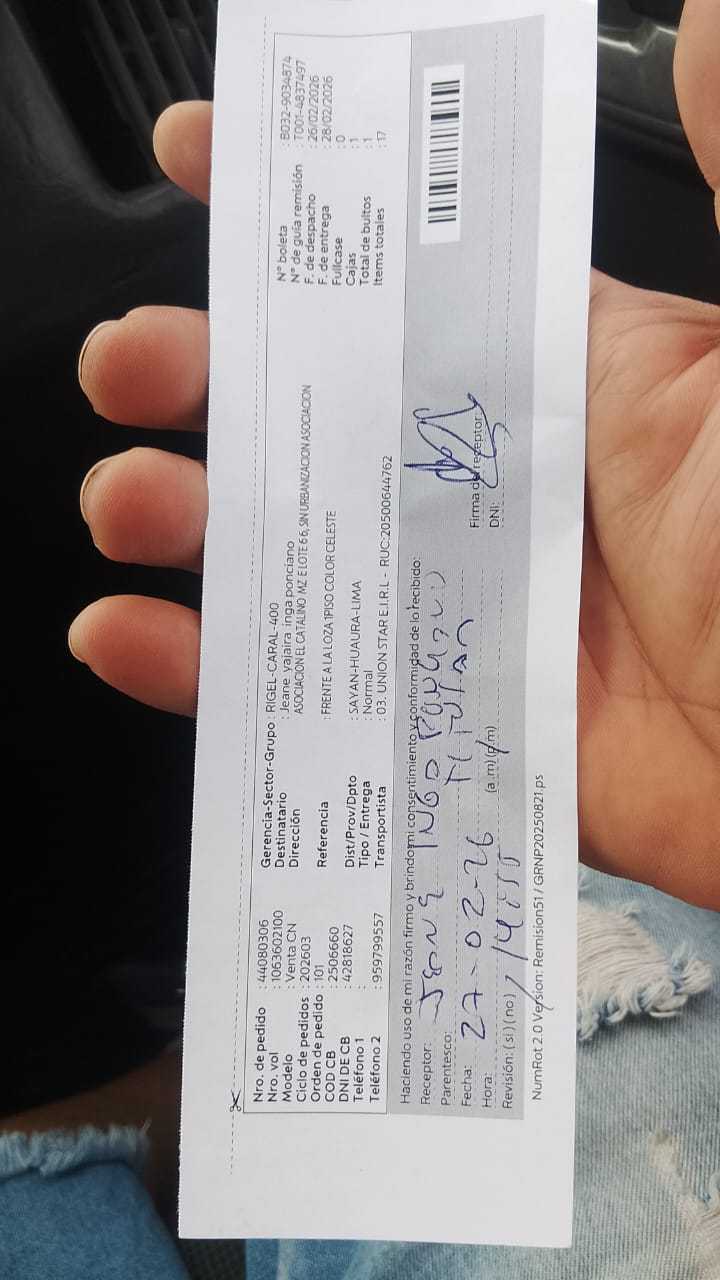 Nro. de pedido : 44080306
Nro. vol : 1063602100
Modelo : Venta CN
Ciclo de pedidos : 202603
Orden de pedido : 101
COD CB : 2506660
DNI DE CB : 42818627
Teléfono 1 :
Teléfono 2 : 959799557
Gerencia-Sector-Grupo : RIGEL-CARAL-400
Destinatario : Jeane yajaira inga ponciano
Dirección : ASOCIACION EL CATALINO MZ E LOTE 6 6, SIN URBANIZACION ASOCIACION
Referencia : FRENTE A LA LOZA 1PISO COLOR CELESTE
Dist/Prov/Dpto : SAYAN-HUAURA-LIMA
Tipo / Entrega : Normal
Transportista : 03. UNION STAR E.I.R.L - RUC:20500644762
N° boleta : B032-9034874
N° de guía remisión : T001-4837497
F. de despacho : 26/02/2026
F. de entrega : 28/02/2026
Fullcase : 0
Cajas : 1
Total de bultos : 1
Items totales : 17
Haciendo uso de mi razón firmo y brindo mi consentimiento y conformidad de lo recibido:
Receptor:
Parentesco: Titular
Fecha: 27-02-26
Hora: 14:55 (a.m) (p.m)
Revisión: (si) (no)
Firma de receptor:
DNI:
NumRot 2.0 Version: Remision51 / GRNP20250821.ps